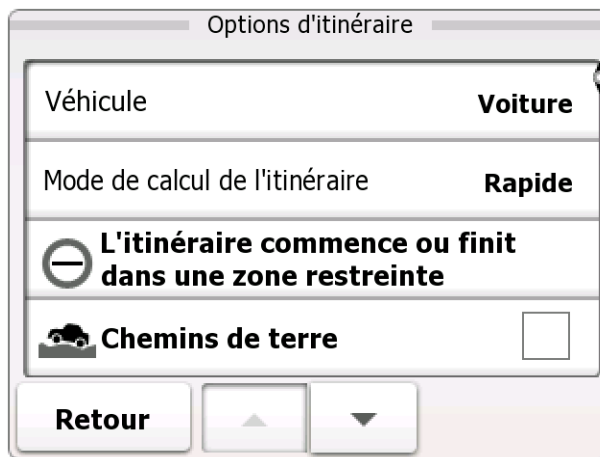 Options d'itinéraire
Véhicule Voiture
Mode de calcul de l'itinéraire Rapide
L'itinéraire commence ou finit
dans une zone restreinte
Chemins de terre
Retour